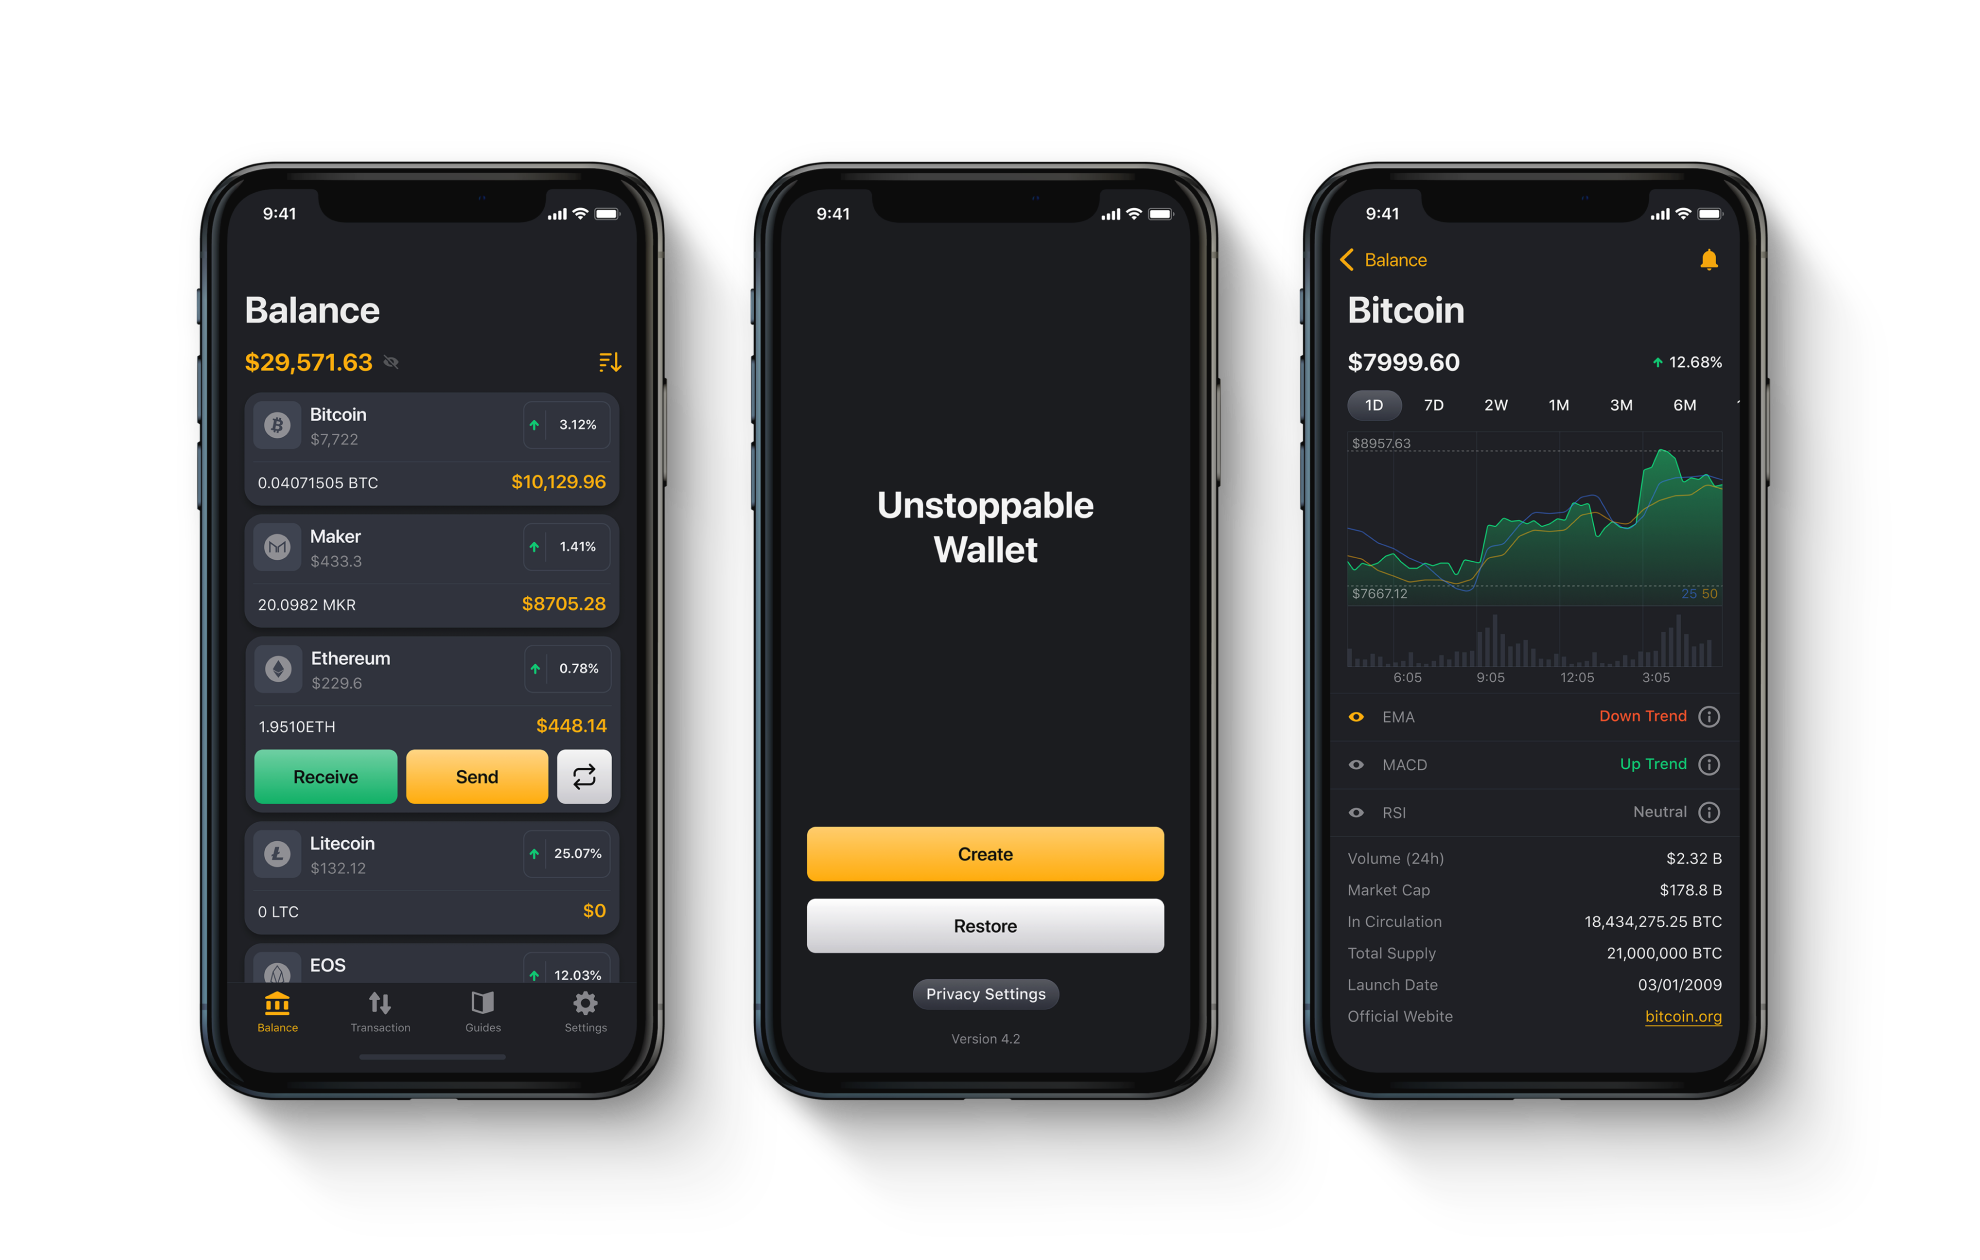 9:41
Balance
$29,571.63
Bitcoin
$7,722
3.12%
0.04071505 BTC
$10,129.96
Maker
$433.3
1.41%
20.0982 MKR
$8705.28
Ethereum
$229.6
0.78%
1.9510ETH
$448.14
Receive
Send
Litecoin
$132.12
25.07%
0 LTC
$0
EOS
12.03%
Balance
Transaction
Guides
Settings
9:41
Unstoppable
Wallet
Create
Restore
Privacy Settings
Version 4.2
9:41
Balance
Bitcoin
$7999.60
12.68%
1D 7D 2W 1M 3M 6M
$8957.63
$7667.12
25 50
6:05 9:05 12:05 3:05
EMA Down Trend
MACD Up Trend
RSI Neutral
Volume (24h) $2.32 B
Market Cap $178.8 B
In Circulation 18,434,275.25 BTC
Total Supply 21,000,000 BTC
Launch Date 03/01/2009
Official Webite bitcoin.org